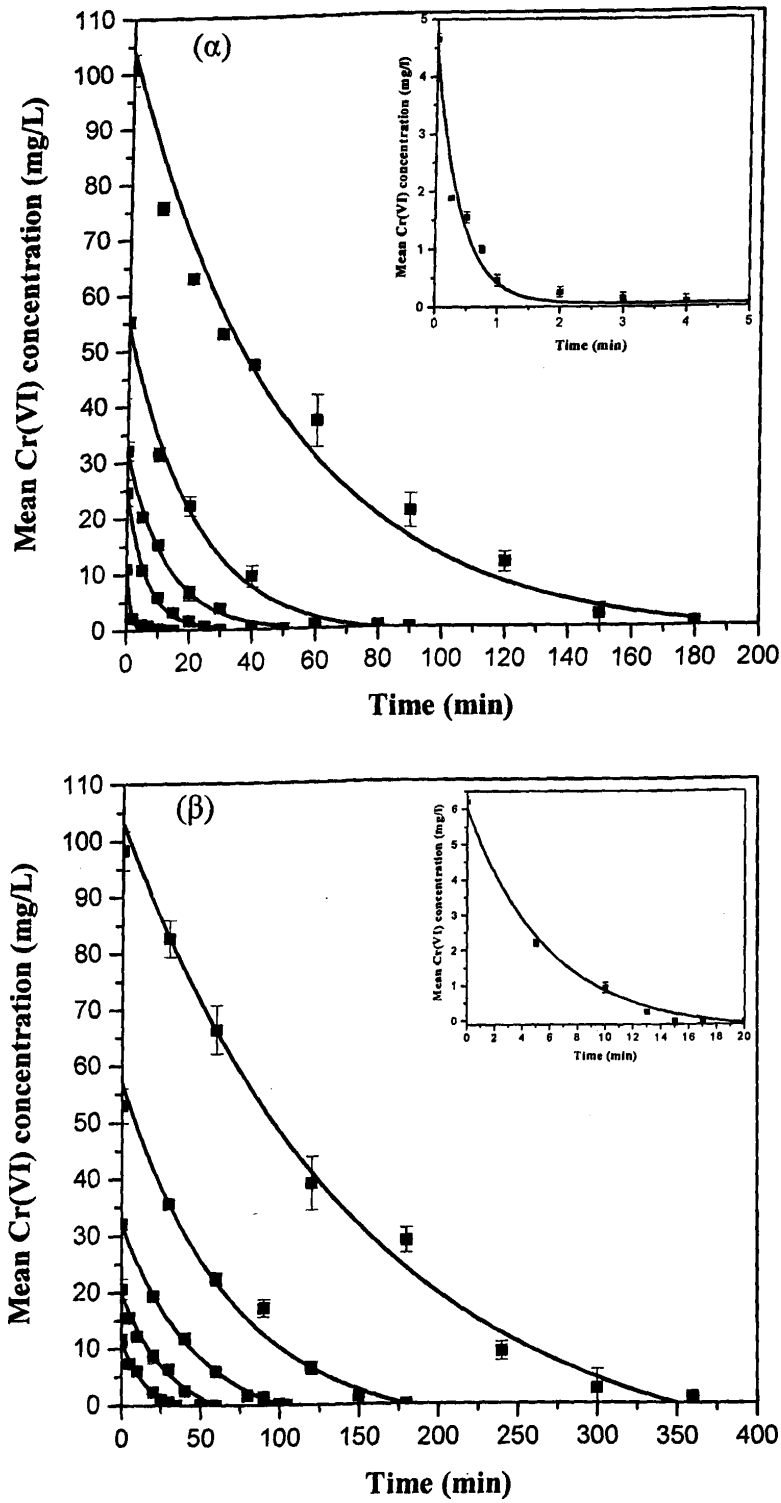 (α)
Mean Cr(VI) concentration (mg/L)
110
100
90
80
70
60
50
40
30
20
10
0
0 20 40 60 80 100 120 140 160 180 200
Time (min)
Mean Cr(VI) concentration (mg/l)
5
4
3
2
1
0
0 1 2 3 4 5
Time (min)
(β)
Mean Cr(VI) concentration (mg/L)
110
100
90
80
70
60
50
40
30
20
10
0
0 50 100 150 200 250 300 350 400
Time (min)
Mean Cr(VI) concentration (mg/l)
6
5
4
3
2
1
0
0 2 4 6 8 10 12 14 16 18 20
Time (min)